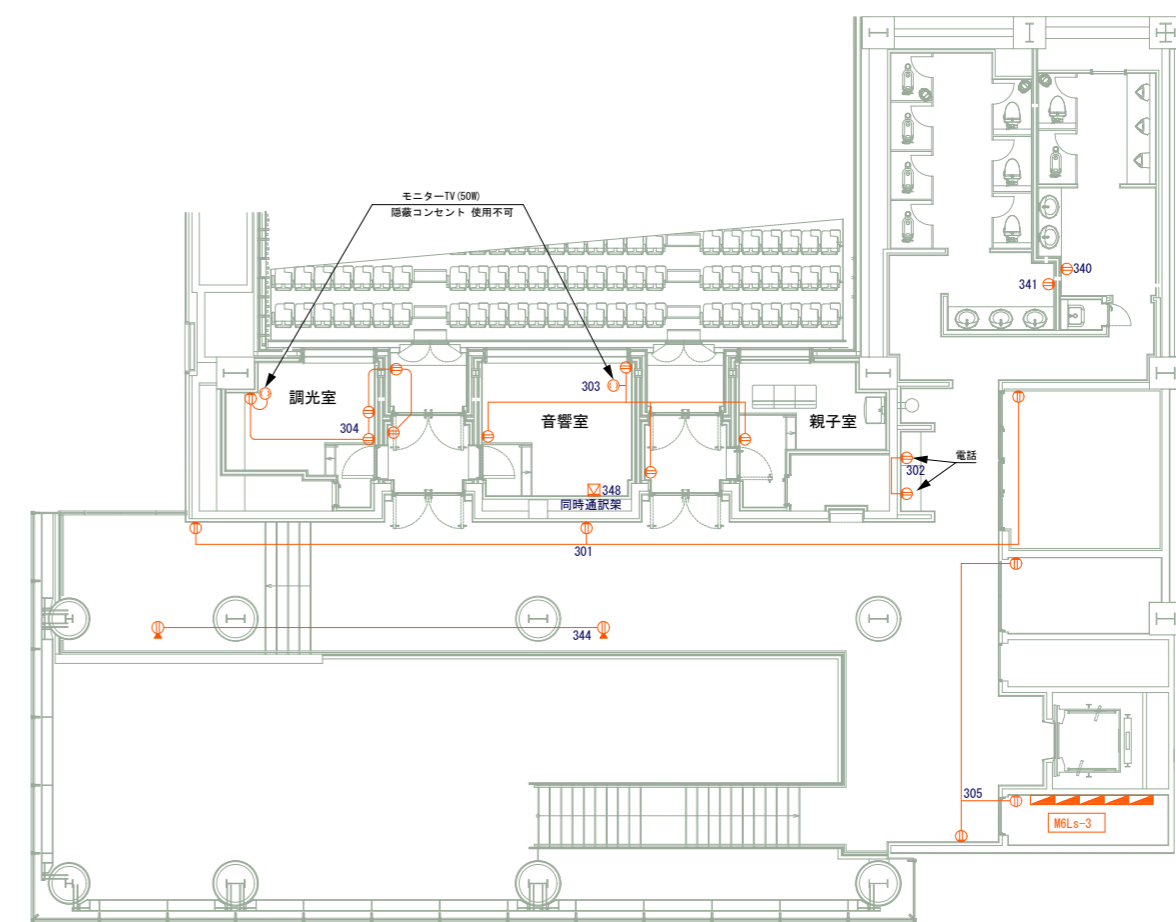 モニターTV(50W)
隠蔽コンセント 使用不可
340
341
調光室
303
304
音響室
親子室
電話
302
348
同時通訳架
301
344
305
M6Ls-3